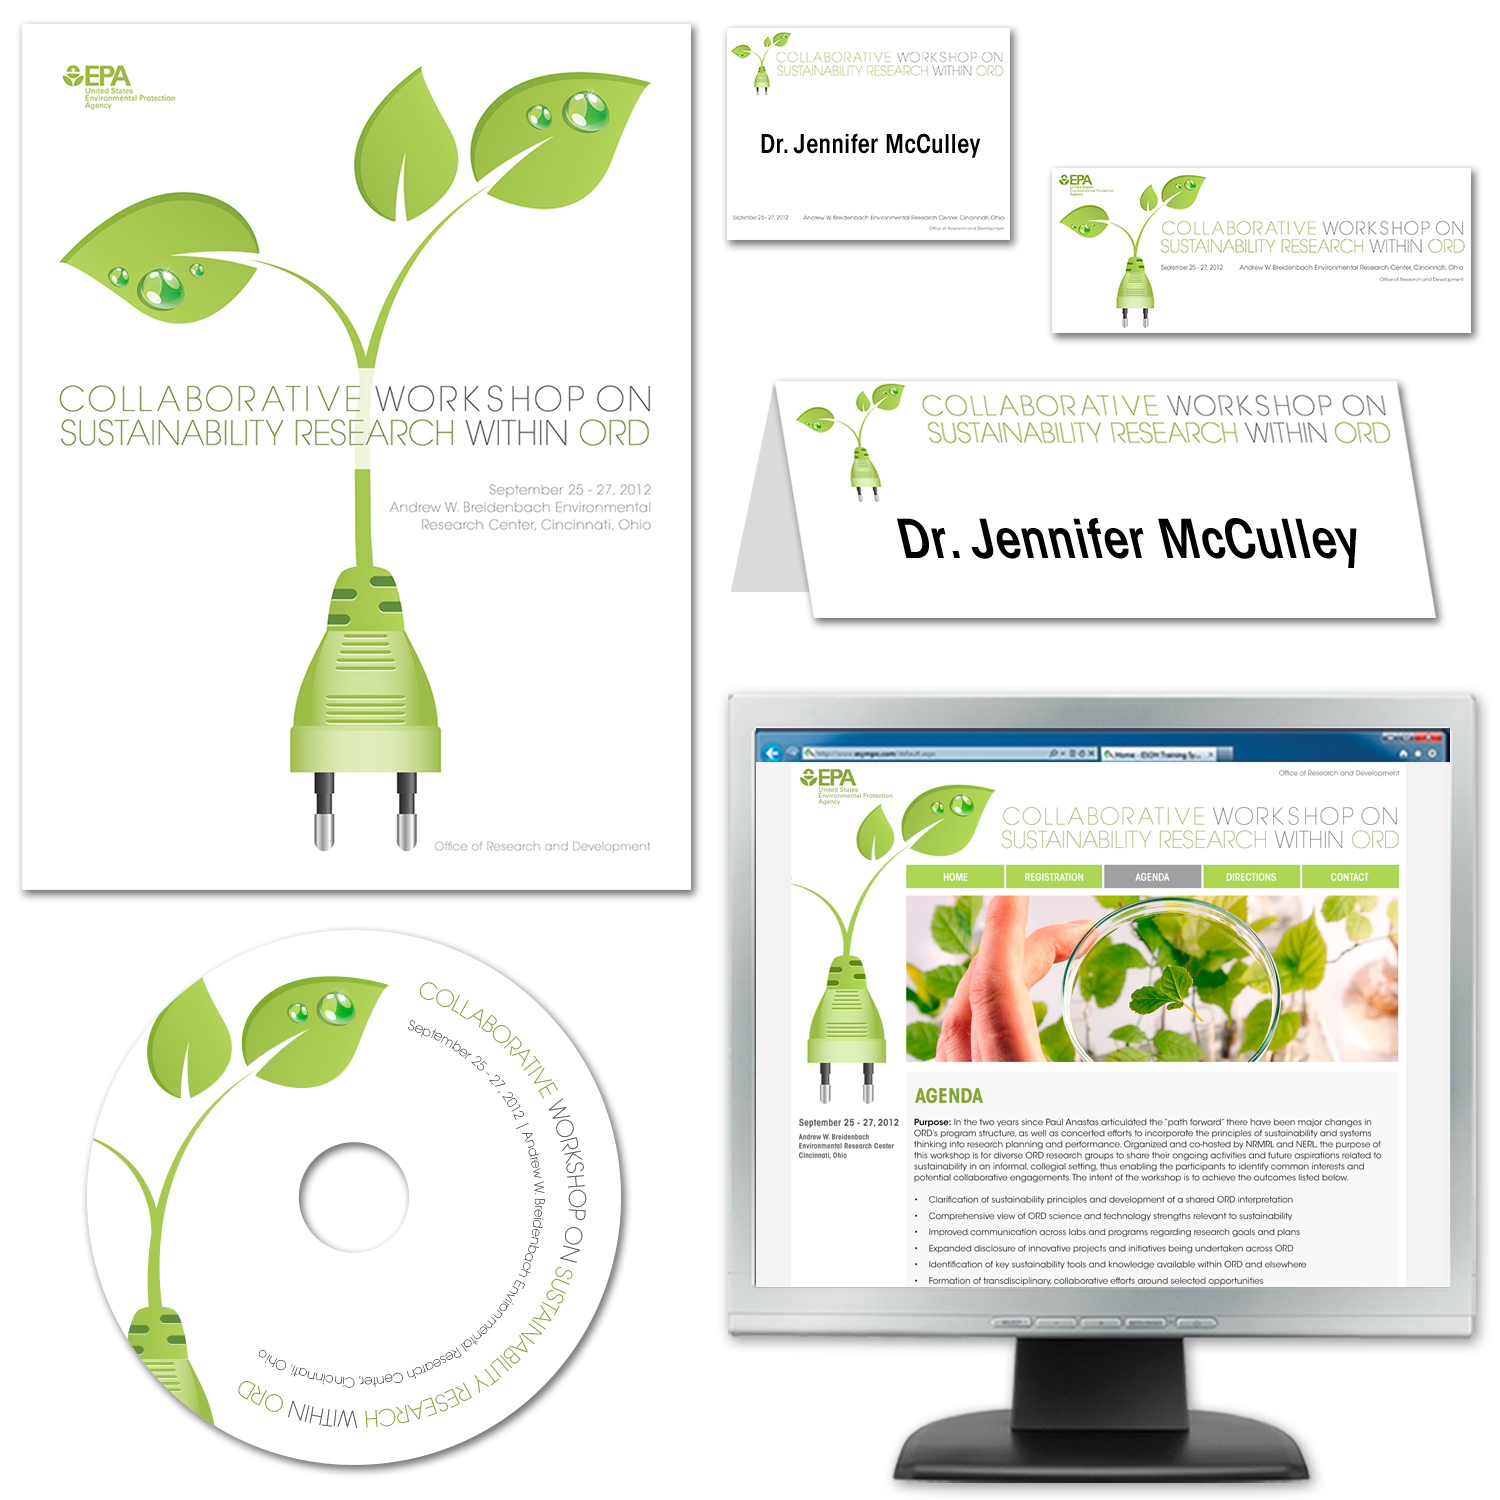 EPA
United States
Environmental Protection
Agency
COLLABORATIVE WORKSHOP ON
SUSTAINABILITY RESEARCH WITHIN ORD
September 25 - 27, 2012
Andrew W. Breidenbach Environmental
Research Center, Cincinnati, Ohio
Office of Research and Development
COLLABORATIVE WORKSHOP ON
SUSTAINABILITY RESEARCH WITHIN ORD
Dr. Jennifer McCulley
September 25 - 27, 2012 Andrew W. Breidenbach Environmental Research Center, Cincinnati, Ohio
Office of Research and Development
EPA
United States
Environmental Protection
Agency
COLLABORATIVE WORKSHOP ON
SUSTAINABILITY RESEARCH WITHIN ORD
September 25 - 27, 2012 Andrew W. Breidenbach Environmental Research Center, Cincinnati, Ohio
Office of Research and Development
COLLABORATIVE WORKSHOP ON
SUSTAINABILITY RESEARCH WITHIN ORD
Dr. Jennifer McCulley
Home - ESOH Training Sy...
EPA
United States
Environmental Protection
Agency
Office of Research and Development
COLLABORATIVE WORKSHOP ON
SUSTAINABILITY RESEARCH WITHIN ORD
HOME REGISTRATION AGENDA DIRECTIONS CONTACT
September 25 - 27, 2012
Andrew W. Breidenbach
Environmental Research Center
Cincinnati, Ohio
AGENDA
Purpose: In the two years since Paul Anastas articulated the "path forward" there have been major changes in
ORD's program structure, as well as concerted efforts to incorporate the principles of sustainability and systems
thinking into research planning and performance. Organized and co-hosted by NRMRL and NERL, the purpose of
this workshop is for diverse ORD research groups to share their ongoing activities and future aspirations related to
sustainability in an informal, collegial setting, thus enabling the participants to identify common interests and
potential collaborative engagements. The intent of the workshop is to achieve the outcomes listed below.
• Clarification of sustainability principles and development of a shared ORD interpretation
• Comprehensive view of ORD science and technology strengths relevant to sustainability
• Improved communication across labs and programs regarding research goals and plans
• Expanded disclosure of innovative projects and initiatives being undertaken across ORD
• Identification of key sustainability tools and knowledge available within ORD and elsewhere
• Formation of transdisciplinary, collaborative efforts around selected opportunities
COLLABORATIVE WORKSHOP ON SUSTAINABILITY RESEARCH WITHIN ORD
September 25 - 27, 2012 | Andrew W. Breidenbach Environmental Research Center, Cincinnati, Ohio